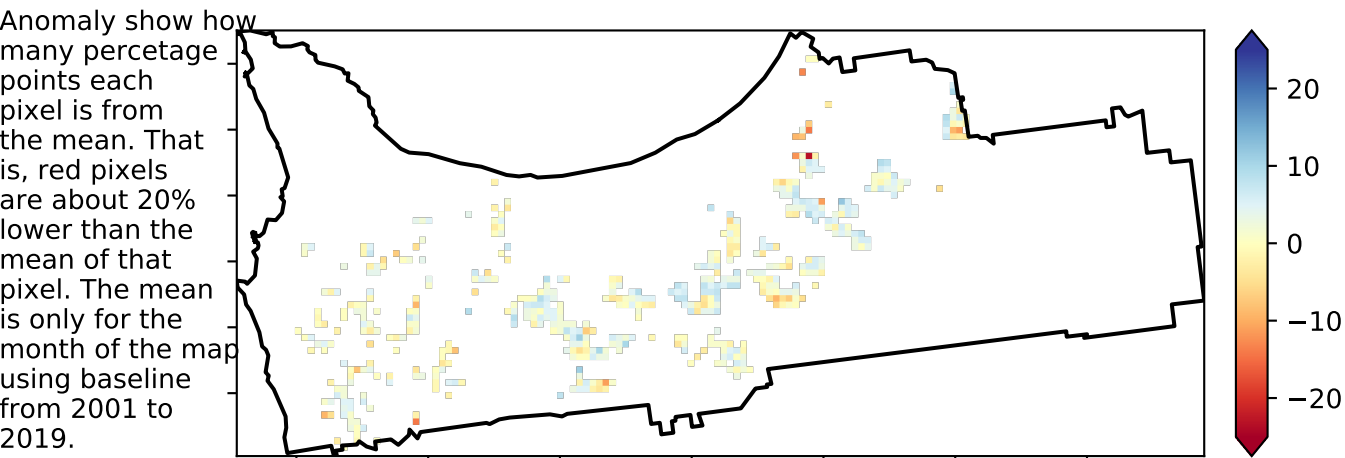 Anomaly show how
many percetage
points each
pixel is from
the mean. That
is, red pixels
are about 20%
lower than the
mean of that
pixel. The mean
is only for the
month of the map
using baseline
from 2001 to
2019.
20
10
0
−10
−20